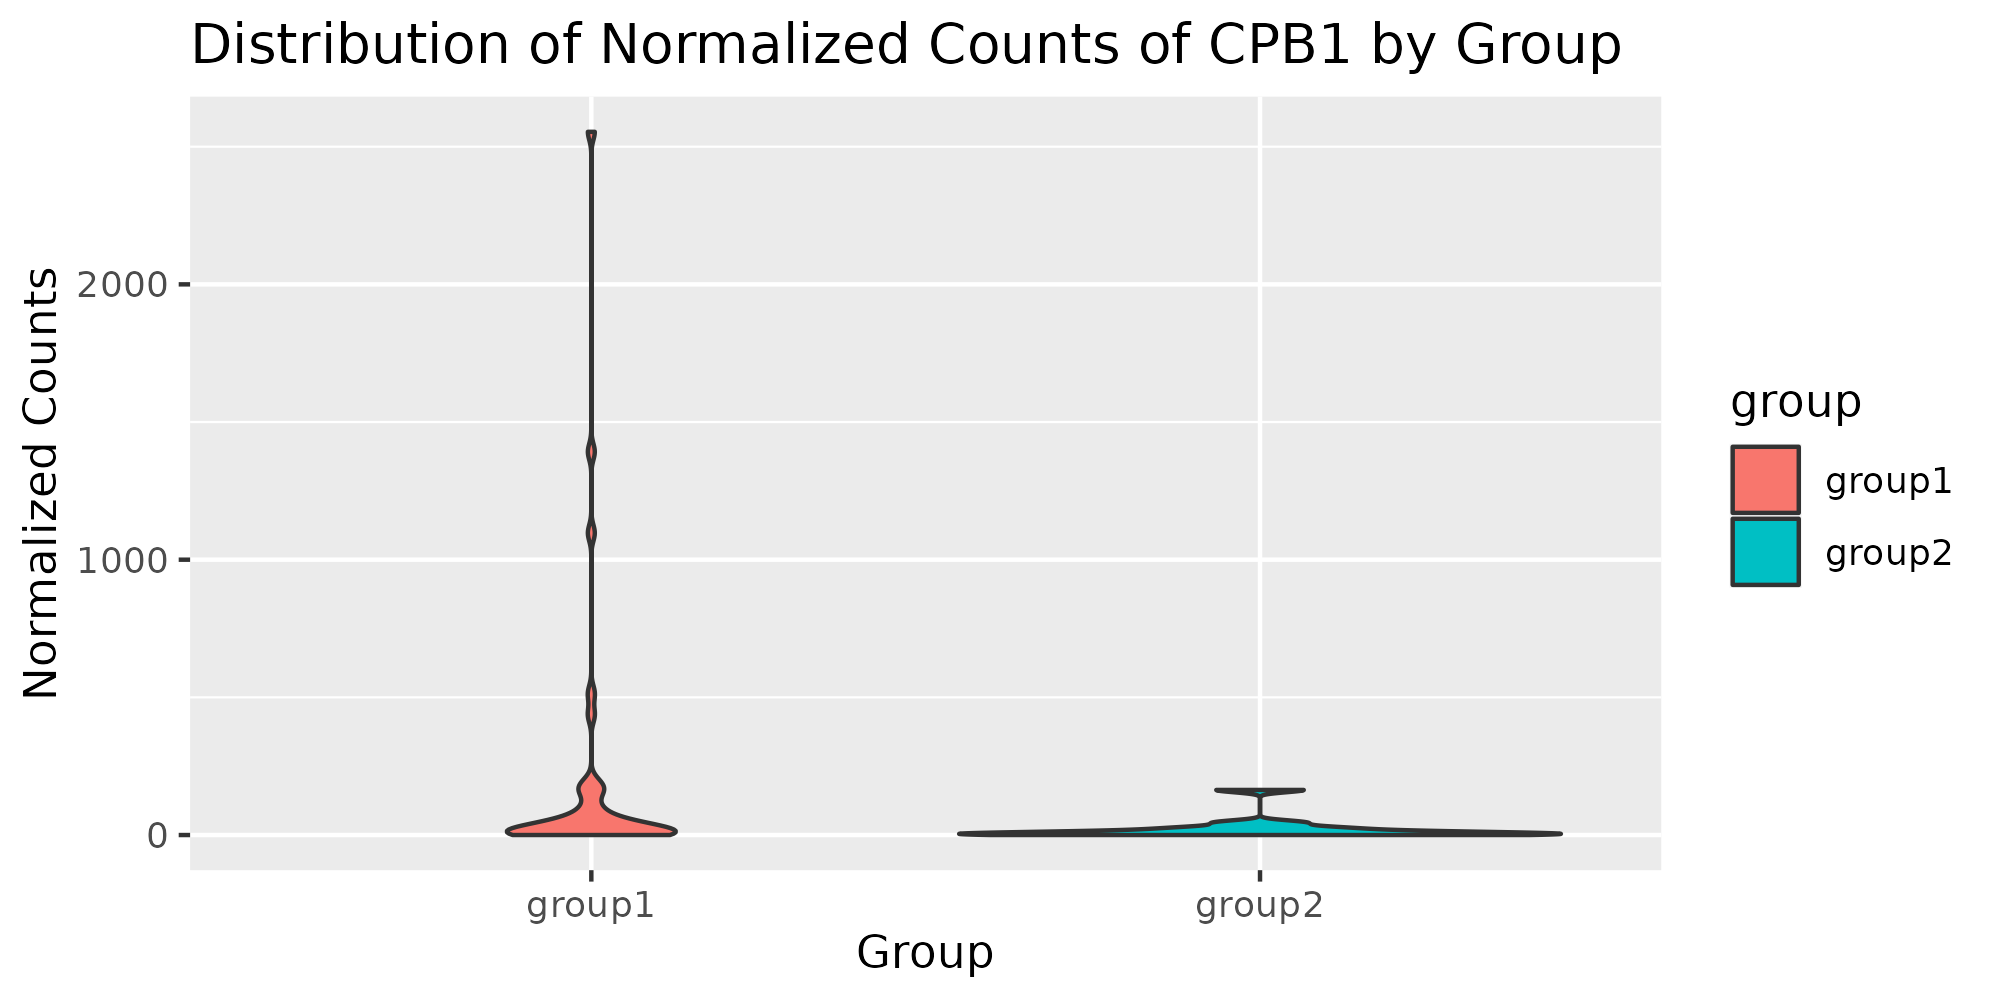 Distribution of Normalized Counts of CPB1 by Group
Normalized Counts
2000
1000
0
group1
group2
Group
group
group1
group2